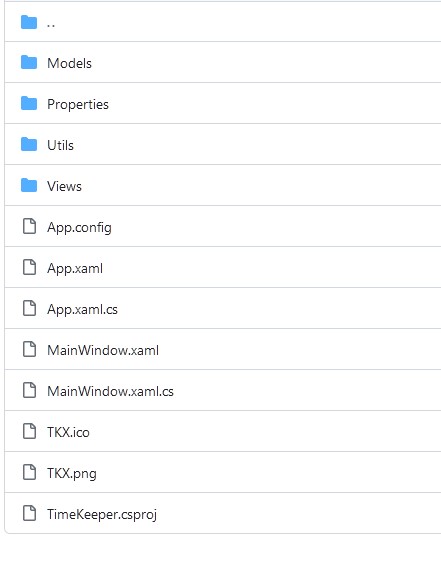 ..
Models
Properties
Utils
Views
App.config
App.xaml
App.xaml.cs
MainWindow.xaml
MainWindow.xaml.cs
TKX.ico
TKX.png
TimeKeeper.csproj